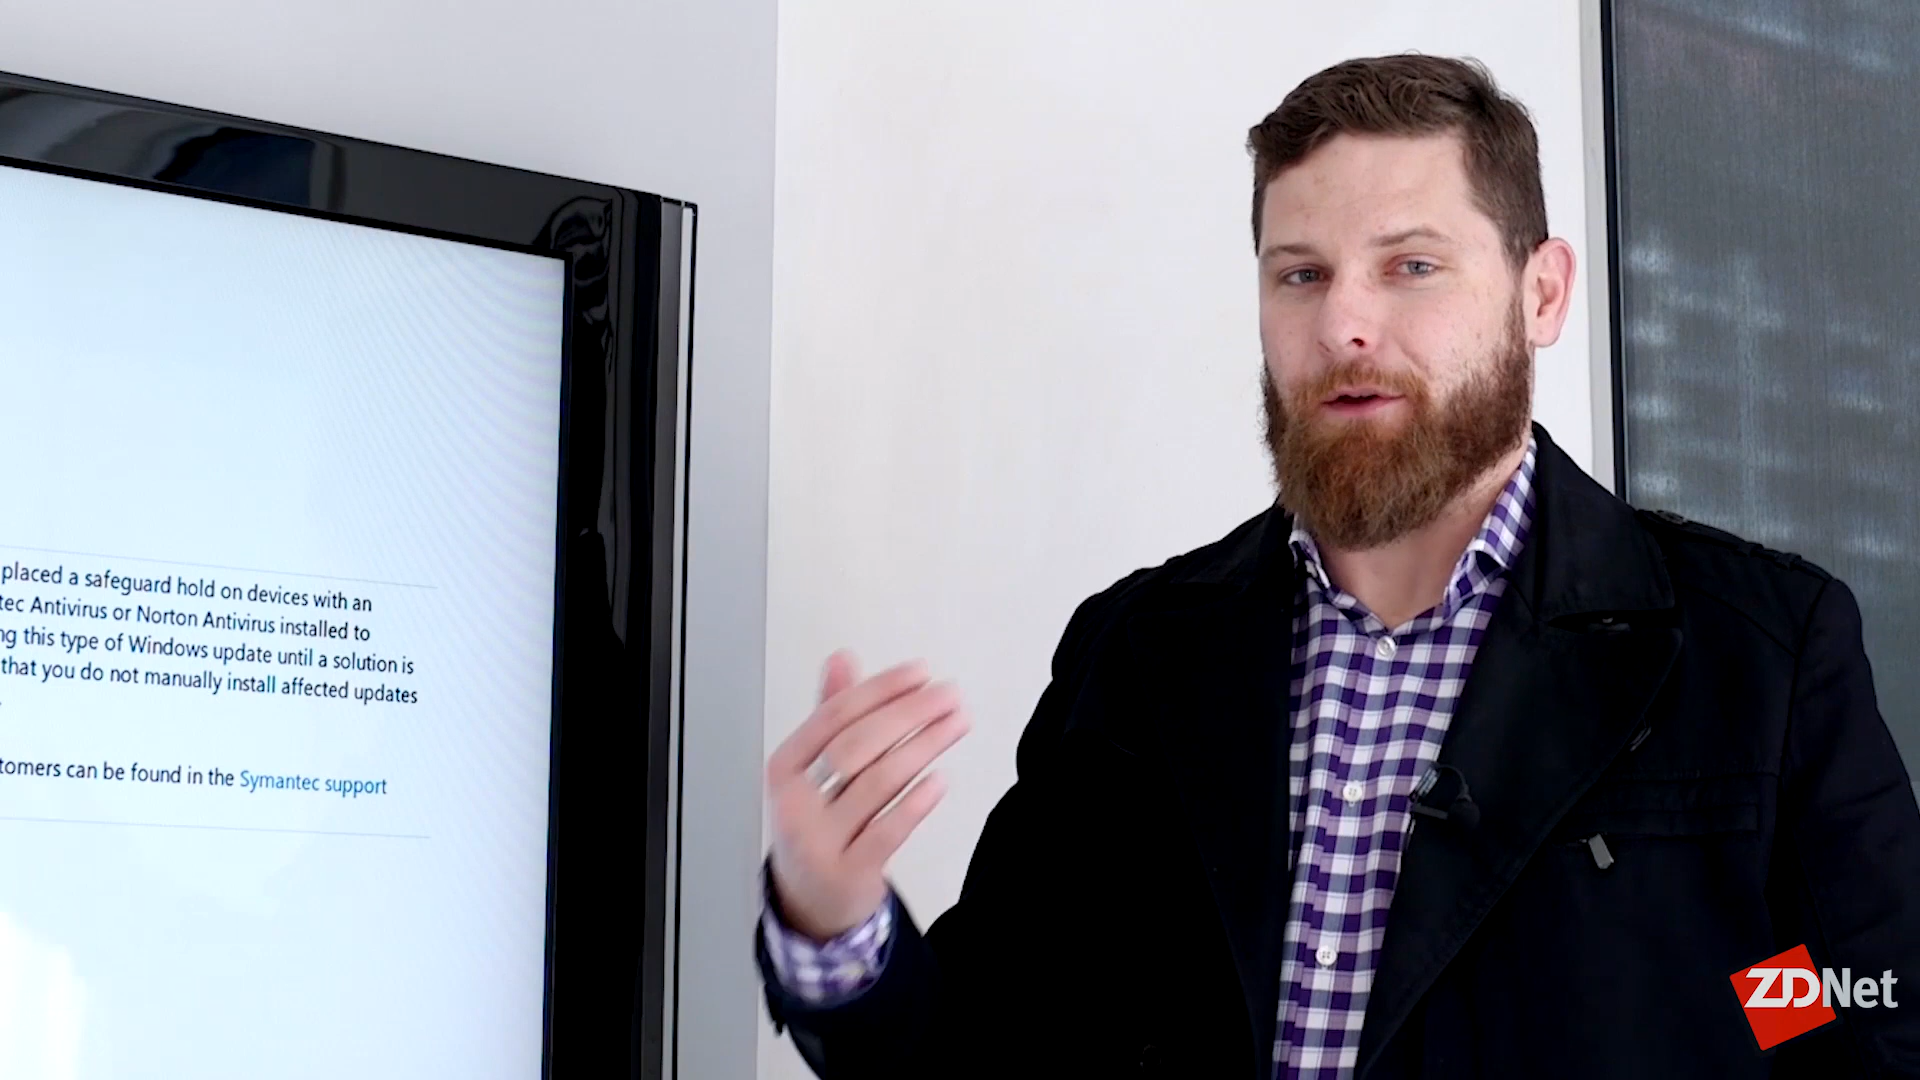 placed a safeguard hold on devices with an
tec Antivirus or Norton Antivirus installed to
ng this type of Windows update until a solution is
that you do not manually install affected updates
tomers can be found in the Symantec support
ZDNet